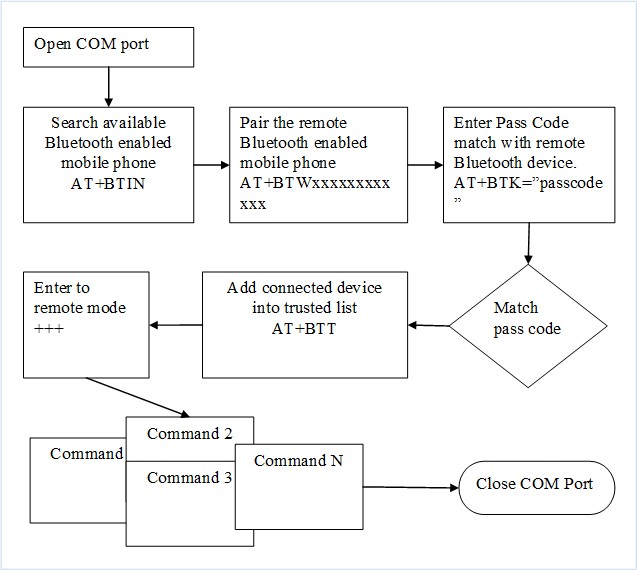 Open COM port
Search available
Bluetooth enabled
mobile phone
AT+BTIN
Pair the remote
Bluetooth enabled
mobile phone
AT+BTWxxxxxxxxx
xxx
Enter Pass Code
match with remote
Bluetooth device.
AT+BTK=”passcode
”
Match
pass code
Add connected device
into trusted list
AT+BTT
Enter to
remote mode
+++
Command
Command 2
Command 3
Command N
Close COM Port